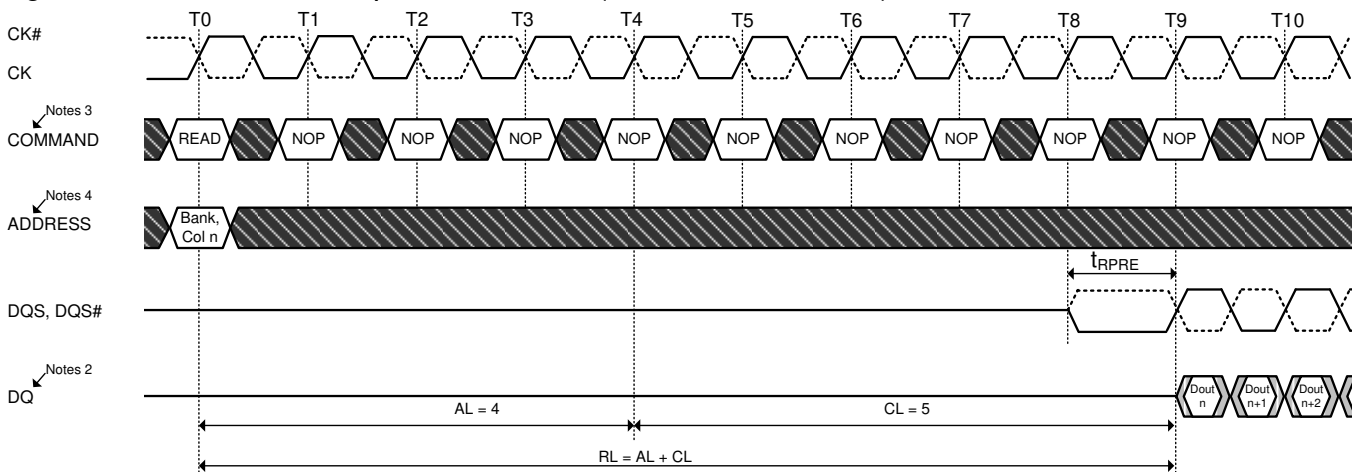 T0 T1 T2 T3 T4 T5 T6 T7 T8 T9 T10
CK#
CK
Notes 3
COMMAND
READ NOP NOP NOP NOP NOP NOP NOP NOP NOP NOP
Notes 4
ADDRESS
Bank,
Col n
tRPRE
DQS, DQS#
Notes 2
DQ
Dout
n
Dout
n+1
Dout
n+2
AL = 4
CL = 5
RL = AL + CL